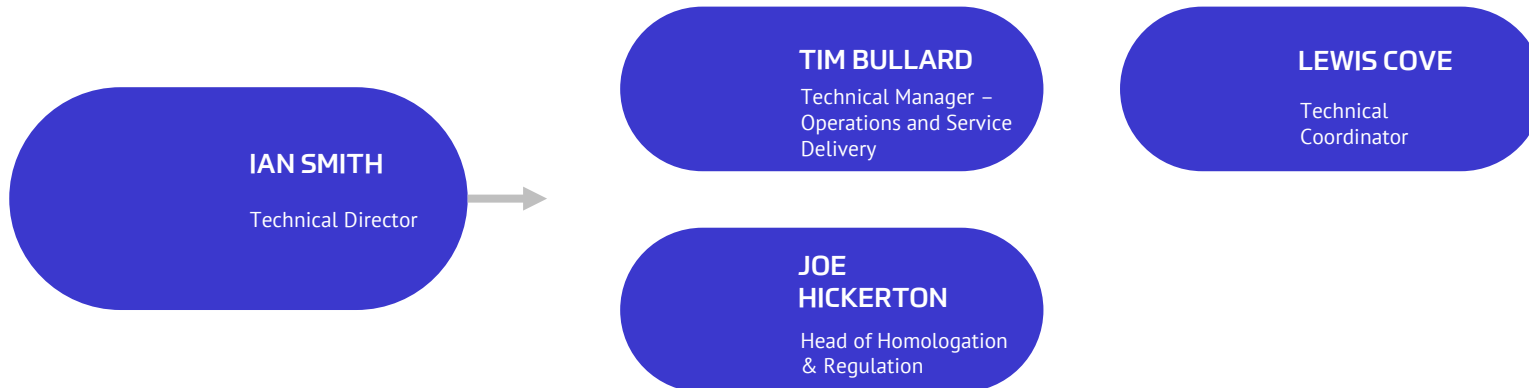 IAN SMITH
Technical Director
TIM BULLARD
Technical Manager –
Operations and Service
Delivery
JOE
HICKERTON
Head of Homologation
& Regulation
LEWIS COVE
Technical
Coordinator